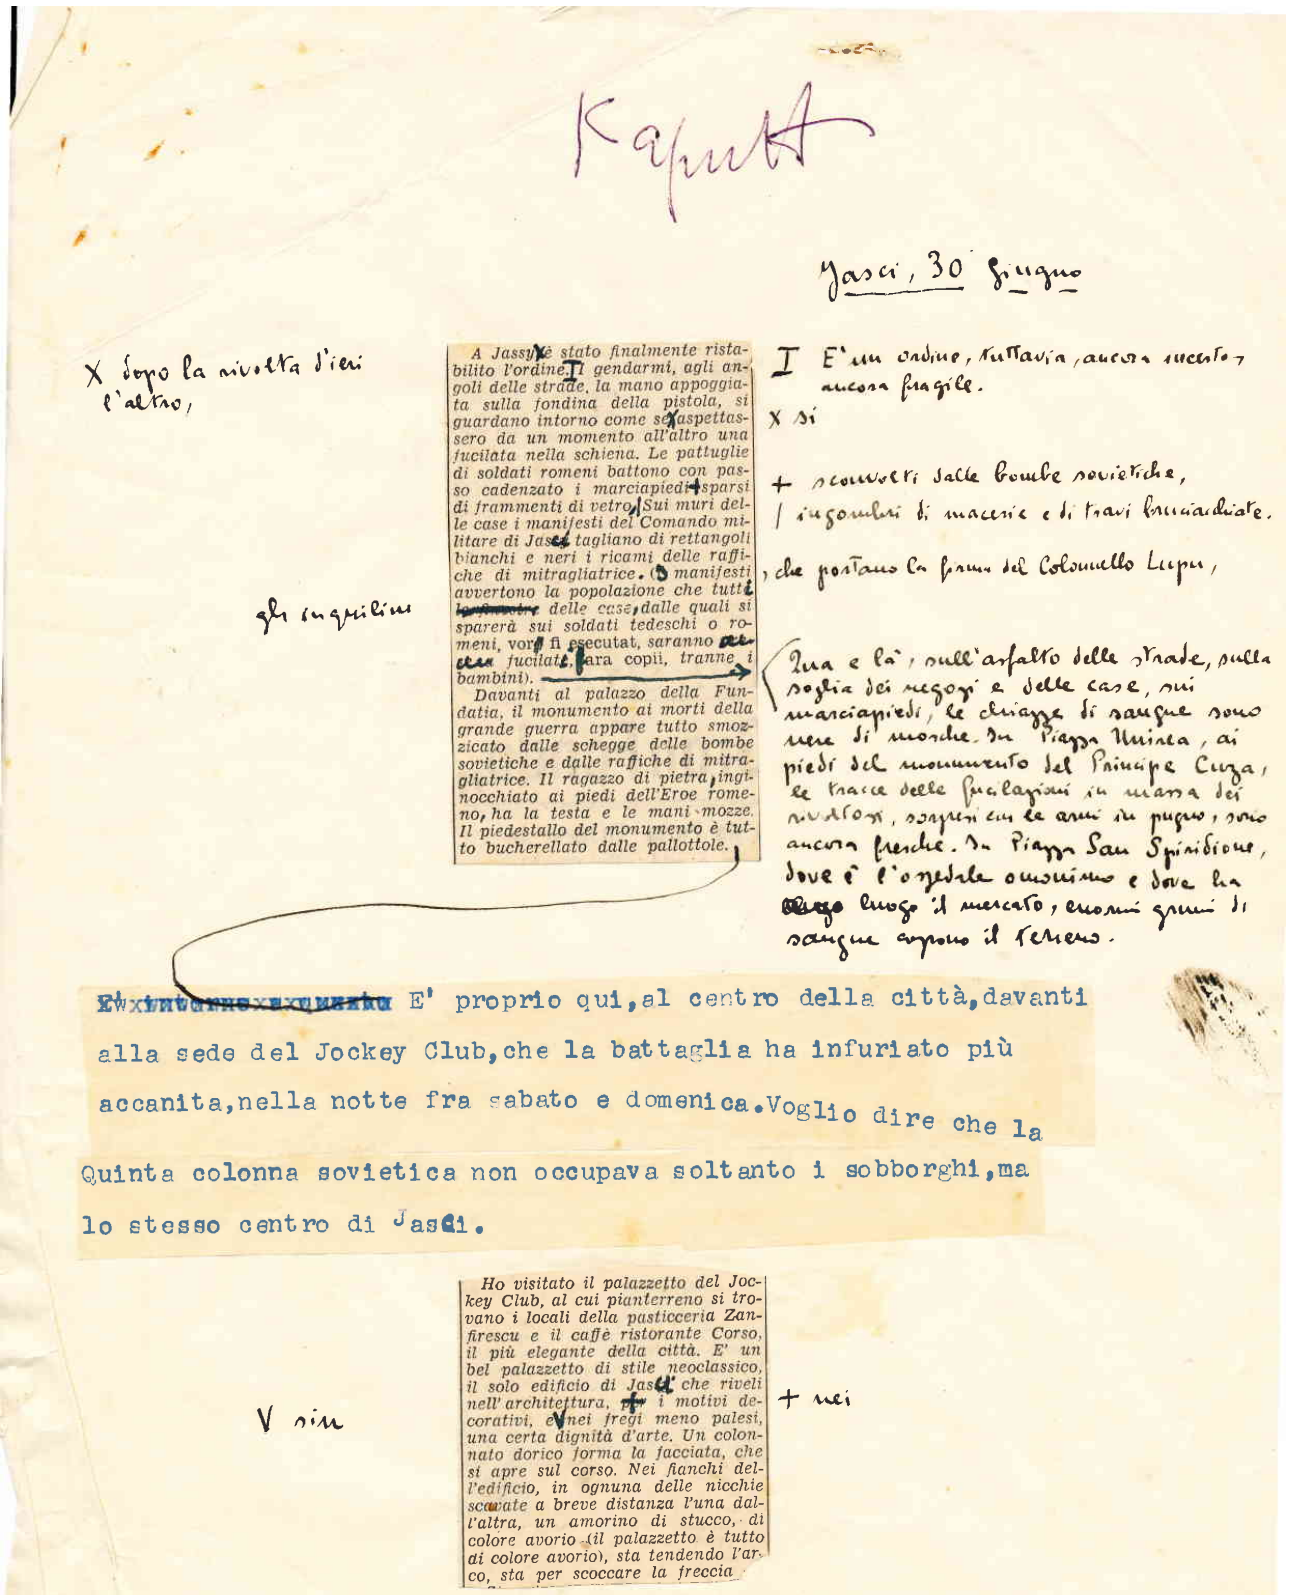 Kaputt
Jasci, 30 giugno
X dopo la rivolta d'ieri
l'altro,
A Jassy X è stato finalmente rista-
bilito l'ordine. I I gendarmi, agli an-
goli delle strade, la mano appoggia-
ta sulla fondina della pistola, si
guardano intorno come se X aspettas-
sero da un momento all'altro una
fucilata nella schiena. Le pattuglie
di soldati romeni battono con pas-
so cadenzato i marciapiedi + sparsi
di frammenti di vetro, | Sui muri del-
le case i manifesti del Comando mi-
litare di Jasci tagliano di rettangoli
bianchi e neri i ricami delle raffi-
che di mitragliatrice. (I manifesti
avvertono la popolazione che tutti
delle case, dalle quali si
sparerà sui soldati tedeschi o ro-
meni, vor fi esecutat, saranno
fucilati, fara copii, tranne i
bambini).
Davanti al palazzo della Fun-
datia, il monumento ai morti della
grande guerra appare tutto smoz-
zicato dalle schegge delle bombe
sovietiche e dalle raffiche di mitra-
gliatrice. Il ragazzo di pietra, ingi-
nocchiato ai piedi dell'Eroe rome-
no, ha la testa e le mani mozze.
Il piedestallo del monumento è tut-
to bucherellato dalle pallottole.
gli inquilini
I E' un ordine, tuttavia, ancora incerto,
ancora fragile.
X si
+ sconvolti dalle bombe sovietiche,
| ingombri di macerie e di travi bruciacchiate.
, che portano la firma del Colonnello Lupu,
Qua e là, sull'asfalto delle strade, sulla
soglia dei negozi e delle case, sui
marciapiedi, le chiazze di sangue sono
nere di mosche. In Piazza Unirea, ai
piedi del monumento del Principe Cuza,
le tracce delle fucilazioni in massa dei
rivoltosi, sorpresi con le armi in pugno, sono
ancora fresche. In Piazza San Spiridione,
dove è l'ospedale omonimo e dove ha
luogo il mercato, enormi grumi di
sangue coprono il terreno.
E' proprio qui,al centro della città,davanti
alla sede del Jockey Club,che la battaglia ha infuriato più
accanita,nella notte fra sabato e domenica.Voglio dire che la
Quinta colonna sovietica non occupava soltanto i sobborghi,ma
lo stesso centro di Jasci.
Ho visitato il palazzetto del Joc-
key Club, al cui pianterreno si tro-
vano i locali della pasticceria Zan-
firescu e il caffè ristorante Corso,
il più elegante della città. E' un
bel palazzetto di stile neoclassico,
il solo edificio di Jasci che riveli
nell'architettura, + i motivi de-
corativi, e V nei fregi meno palesi,
una certa dignità d'arte. Un colon-
nato dorico forma la facciata, che
si apre sul corso. Nei fianchi del-
l'edificio, in ognuna delle nicchie
scavate a breve distanza l'una dal-
l'altra, un amorino di stucco, di
colore avorio (il palazzetto è tutto
di colore avorio), sta tendendo l'ar-
co, sta per scoccare la freccia
V sin
+ nei